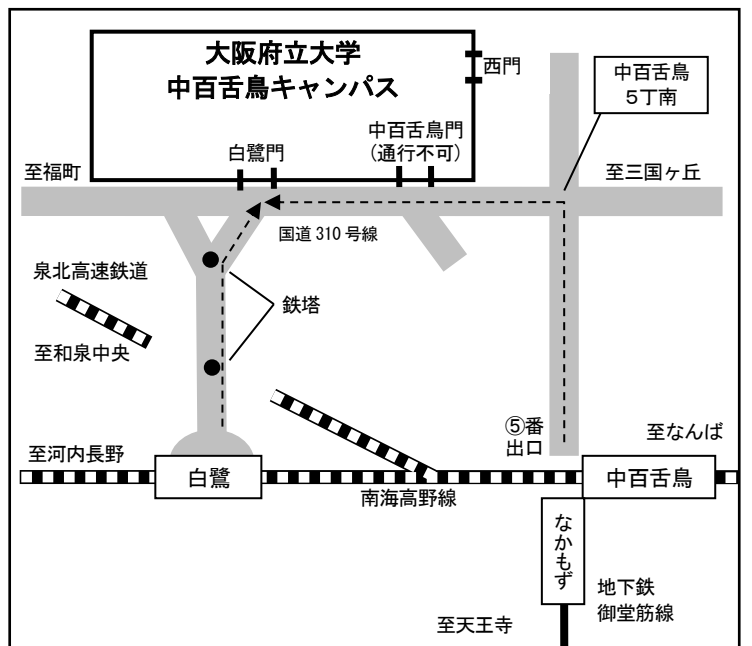 大阪府立大学
中百舌鳥キャンパス
西門
中百舌鳥
5丁南
中百舌鳥門
(通行不可)
白鷺門
至福町
至三国ヶ丘
国道310号線
泉北高速鉄道
鉄塔
至和泉中央
⑤番
出口
至なんば
至河内長野
白鷺
中百舌鳥
南海高野線
なかもず
地下鉄
御堂筋線
至天王寺